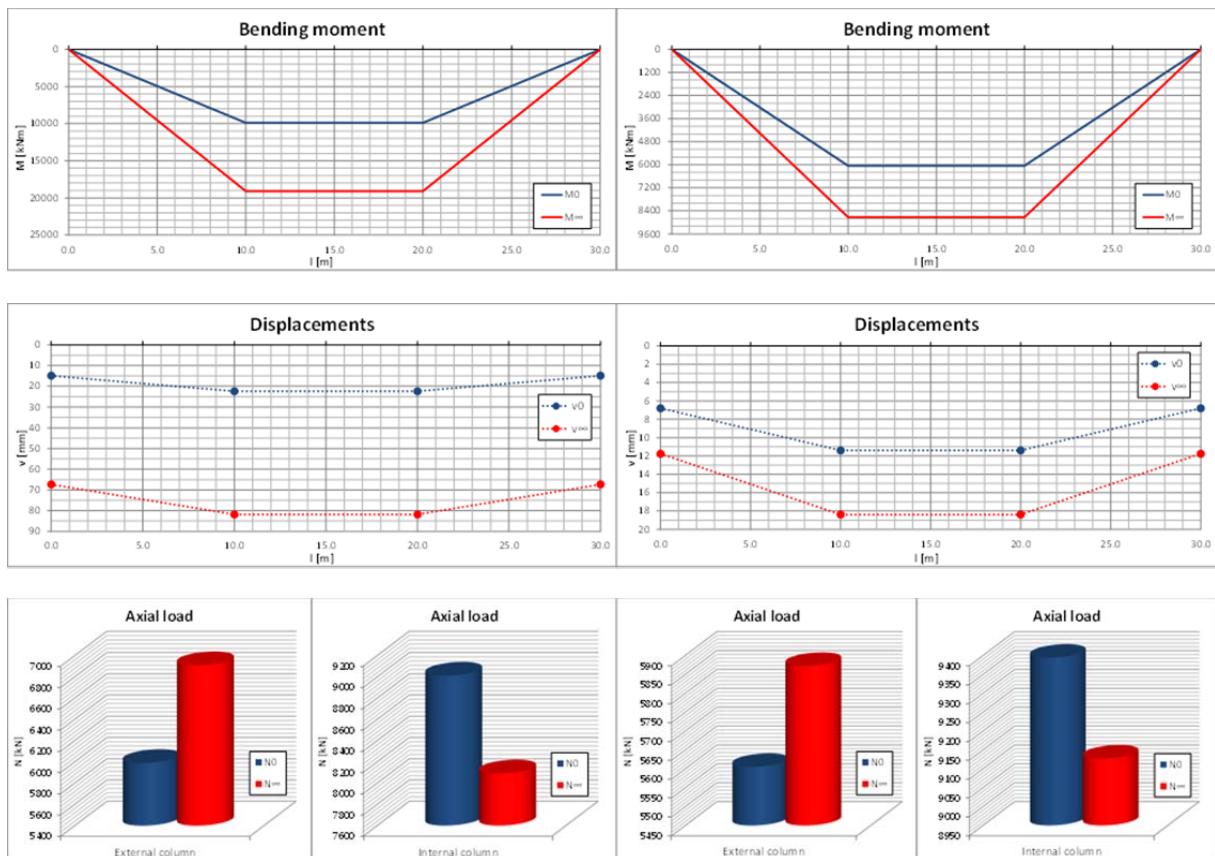 Bending moment
0
5000
10000
15000
20000
25000
M [kNm]
M0
M∞
0.0 5.0 10.0 15.0 20.0 25.0 30.0
l [m]
Bending moment
0
1200
2400
3600
4800
6000
7200
8400
9600
M [kNm]
M0
M∞
0.0 5.0 10.0 15.0 20.0 25.0 30.0
l [m]
Displacements
0
10
20
30
40
50
60
70
80
90
v [mm]
v0
v∞
0.0 5.0 10.0 15.0 20.0 25.0 30.0
l [m]
Displacements
0
2
4
6
8
10
12
14
16
18
20
v [mm]
v0
v∞
0.0 5.0 10.0 15.0 20.0 25.0 30.0
l [m]
Axial load
7000
6800
6600
6400
6200
6000
5800
5600
5400
N [kN]
N0
N∞
External column
Axial load
9200
9000
8800
8600
8400
8200
8000
7800
7600
N [kN]
N0
N∞
Internal column
Axial load
5900
5850
5800
5750
5700
5650
5600
5550
5500
5450
N [kN]
N0
N∞
External column
Axial load
9400
9350
9300
9250
9200
9150
9100
9050
9000
8950
N [kN]
N0
N∞
Internal column